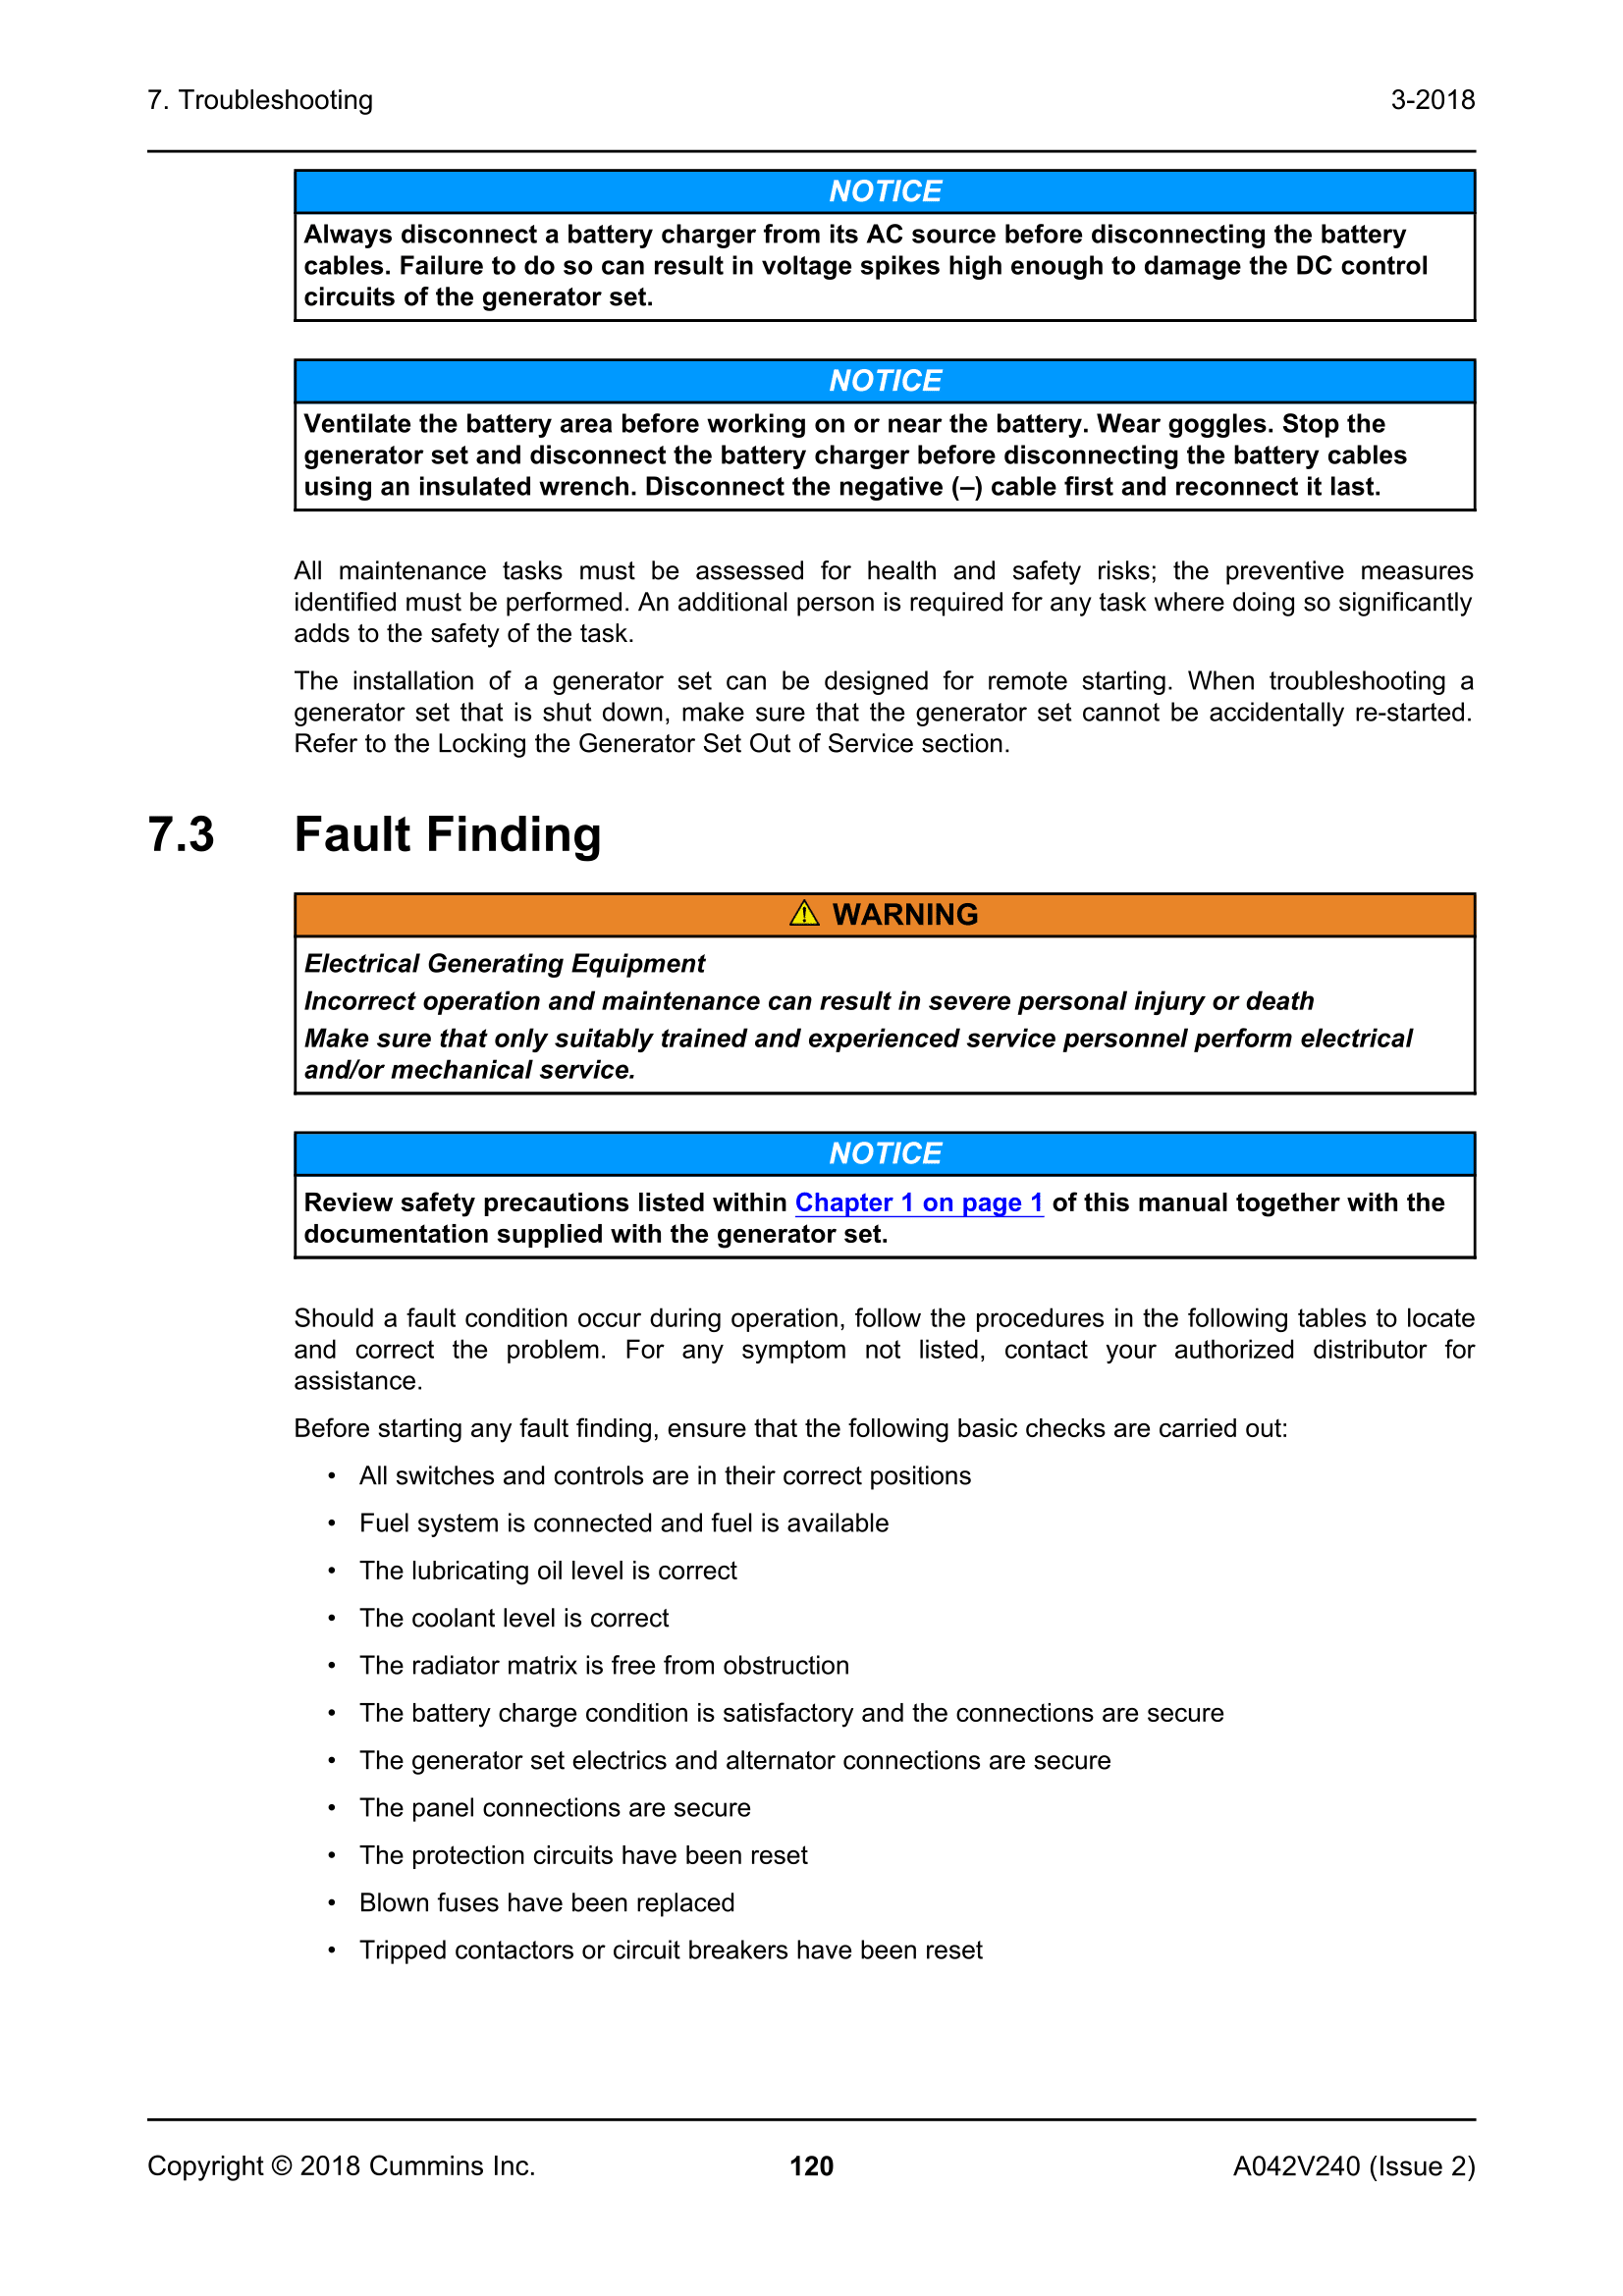 7. Troubleshooting
3-2018
NOTICE
Always disconnect a battery charger from its AC source before disconnecting the battery
cables. Failure to do so can result in voltage spikes high enough to damage the DC control
circuits of the generator set.
NOTICE
Ventilate the battery area before working on or near the battery. Wear goggles. Stop the
generator set and disconnect the battery charger before disconnecting the battery cables
using an insulated wrench. Disconnect the negative (–) cable first and reconnect it last.
All maintenance tasks must be assessed for health and safety risks; the preventive measures
identified must be performed. An additional person is required for any task where doing so significantly
adds to the safety of the task.
The installation of a generator set can be designed for remote starting. When troubleshooting a
generator set that is shut down, make sure that the generator set cannot be accidentally re-started.
Refer to the Locking the Generator Set Out of Service section.
7.3 Fault Finding
WARNING
Electrical Generating Equipment
Incorrect operation and maintenance can result in severe personal injury or death
Make sure that only suitably trained and experienced service personnel perform electrical
and/or mechanical service.
NOTICE
Review safety precautions listed within Chapter 1 on page 1 of this manual together with the
documentation supplied with the generator set.
Should a fault condition occur during operation, follow the procedures in the following tables to locate
and correct the problem. For any symptom not listed, contact your authorized distributor for
assistance.
Before starting any fault finding, ensure that the following basic checks are carried out:
• All switches and controls are in their correct positions
• Fuel system is connected and fuel is available
• The lubricating oil level is correct
• The coolant level is correct
• The radiator matrix is free from obstruction
• The battery charge condition is satisfactory and the connections are secure
• The generator set electrics and alternator connections are secure
• The panel connections are secure
• The protection circuits have been reset
• Blown fuses have been replaced
• Tripped contactors or circuit breakers have been reset
Copyright © 2018 Cummins Inc.
120
A042V240 (Issue 2)